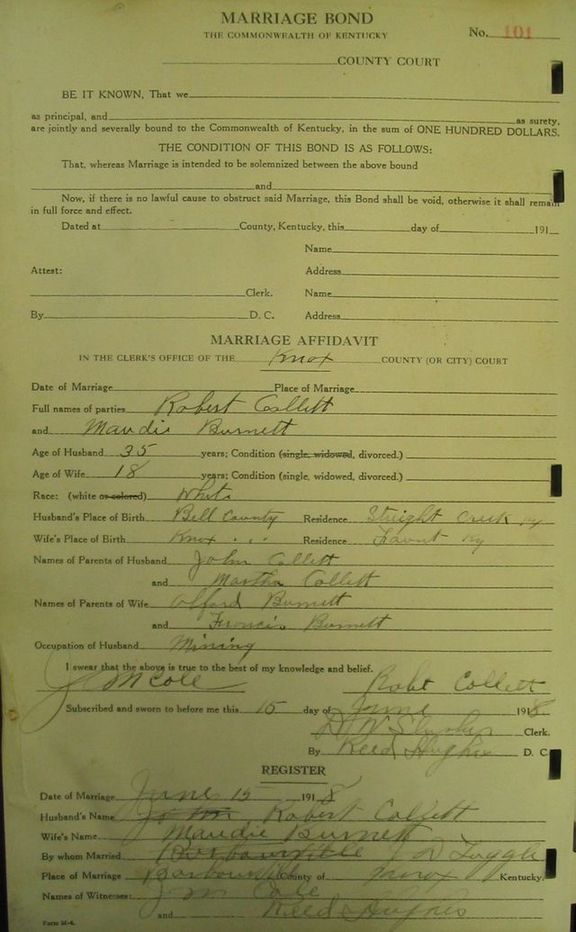 MARRIAGE BOND
THE COMMONWEALTH OF KENTUCKY
No. 101
COUNTY COURT
BE IT KNOWN, That we
as principal, and as surety,
are jointly and severally bound to the Commonwealth of Kentucky, in the sum of ONE HUNDRED DOLLARS.
THE CONDITION OF THIS BOND IS AS FOLLOWS:
That, whereas Marriage is intended to be solemnized between the above bound
and
Now, if there is no lawful cause to obstruct said Marriage, this Bond shall be void, otherwise it shall remain
in full force and effect.
Dated at County, Kentucky, this day of 191
Name
Attest: Address
Clerk. Name
By D. C. Address
MARRIAGE AFFIDAVIT
IN THE CLERK'S OFFICE OF THE Knox COUNTY (OR CITY) COURT
Date of Marriage Place of Marriage
Full names of parties Robert Collett
and Maudie Burnett
Age of Husband 35 years; Condition (single, widowed, divorced.)
Age of Wife 18 years; Condition (single, widowed, divorced.)
Race: (white or colored) White
Husband's Place of Birth Bell County Residence Straight Creek Ky
Wife's Place of Birth Knox " " Residence Ky
Names of Parents of Husband John Collett
and Martha Collett
Names of Parents of Wife Alford Burnett
and Francis Burnett
Occupation of Husband Mining
I swear that the above is true to the best of my knowledge and belief.
J M Cole Robt Collett
Subscribed and sworn to before me this 15 day of June 1918
D W Clerk.
By Reed Hughes D. C.
REGISTER
Date of Marriage June 15 1918
Husband's Name Robert Collett
Wife's Name Maudie Burnett
By whom Married Barbourville J D Tuggle
Place of Marriage Barbourville County of Knox Kentucky.
Names of Witnesses: J M Cole
and Reed Hughes
Form M-4.